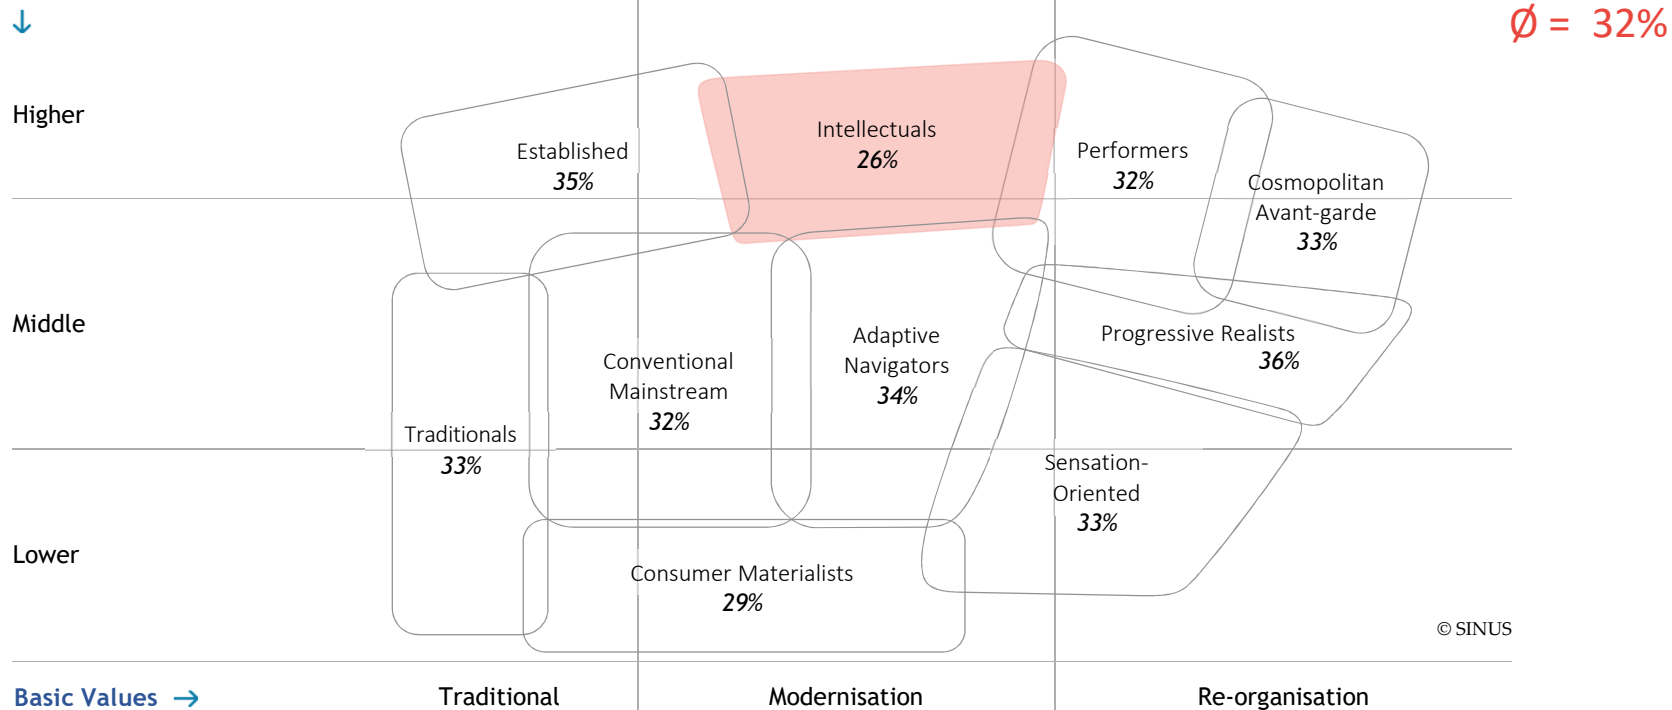 ↓
Ø = 32%
Higher
Established
35%
Intellectuals
26%
Performers
32%
Cosmopolitan
Avant-garde
33%
Middle
Traditionals
33%
Conventional
Mainstream
32%
Adaptive
Navigators
34%
Progressive Realists
36%
Sensation-
Oriented
33%
Lower
Consumer Materialists
29%
© SINUS
Basic Values →
Traditional
Modernisation
Re-organisation